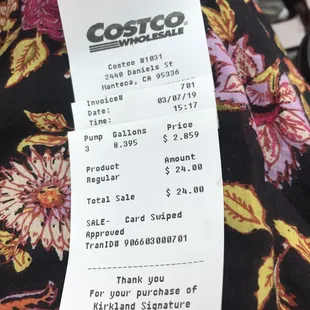 COSTCO
WHOLESALE
Costco #1031
2440 Daniels St
Manteca, CA 95336
Invoice# 701
Date: 03/07/19
Time: 15:17
Pump Gallons Price
3 8.395 $ 2.859
Product Amount
Regular $ 24.00
Total Sale $ 24.00
SALE- Card Swiped
Approved
TranID# 906603000701
Thank you
For your purchase of
Kirkland Signature